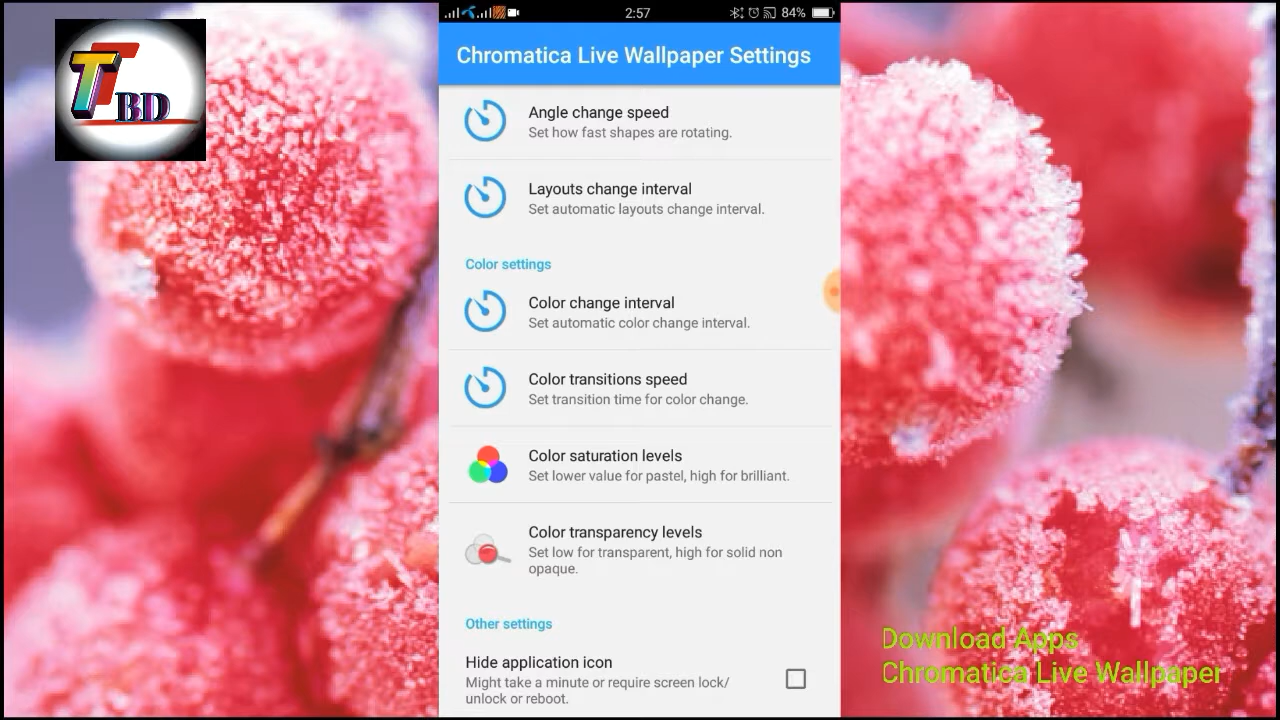 TT
BD
2:57
84%
Chromatica Live Wallpaper Settings
Angle change speed
Set how fast shapes are rotating.
Layouts change interval
Set automatic layouts change interval.
Color settings
Color change interval
Set automatic color change interval.
Color transitions speed
Set transition time for color change.
Color saturation levels
Set lower value for pastel, high for brilliant.
Color transparency levels
Set low for transparent, high for solid non
opaque.
Other settings
Hide application icon
Might take a minute or require screen lock/
unlock or reboot.
Download Apps
Chromatica Live Wallpaper